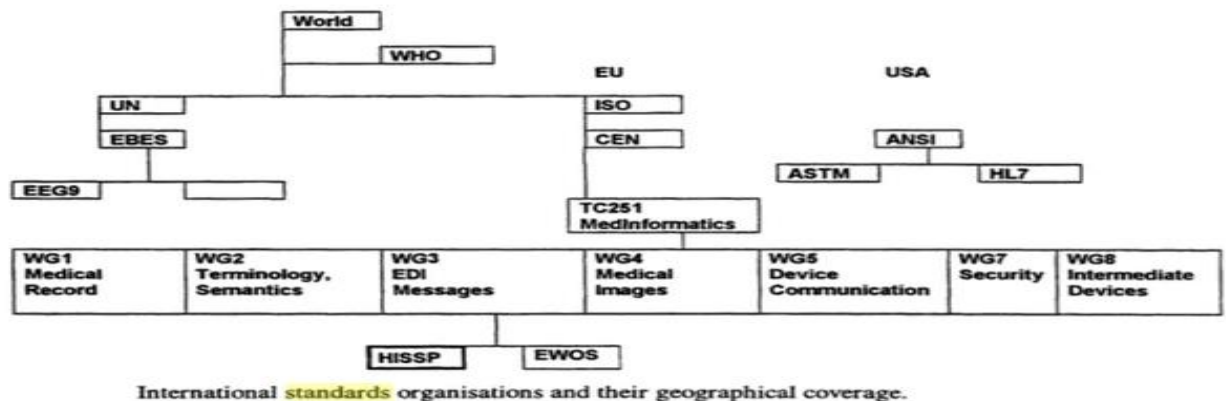 World
WHO
EU
USA
UN
ISO
EBES
CEN
ANSI
EEG9
ASTM
HL7
TC251
MedInformatics
WG1
Medical
Record
WG2
Terminology,
Semantics
WG3
EDI
Messages
WG4
Medical
Images
WG5
Device
Communication
WG7
Security
WG8
Intermediate
Devices
HISSP
EWOS
International standards organisations and their geographical coverage.